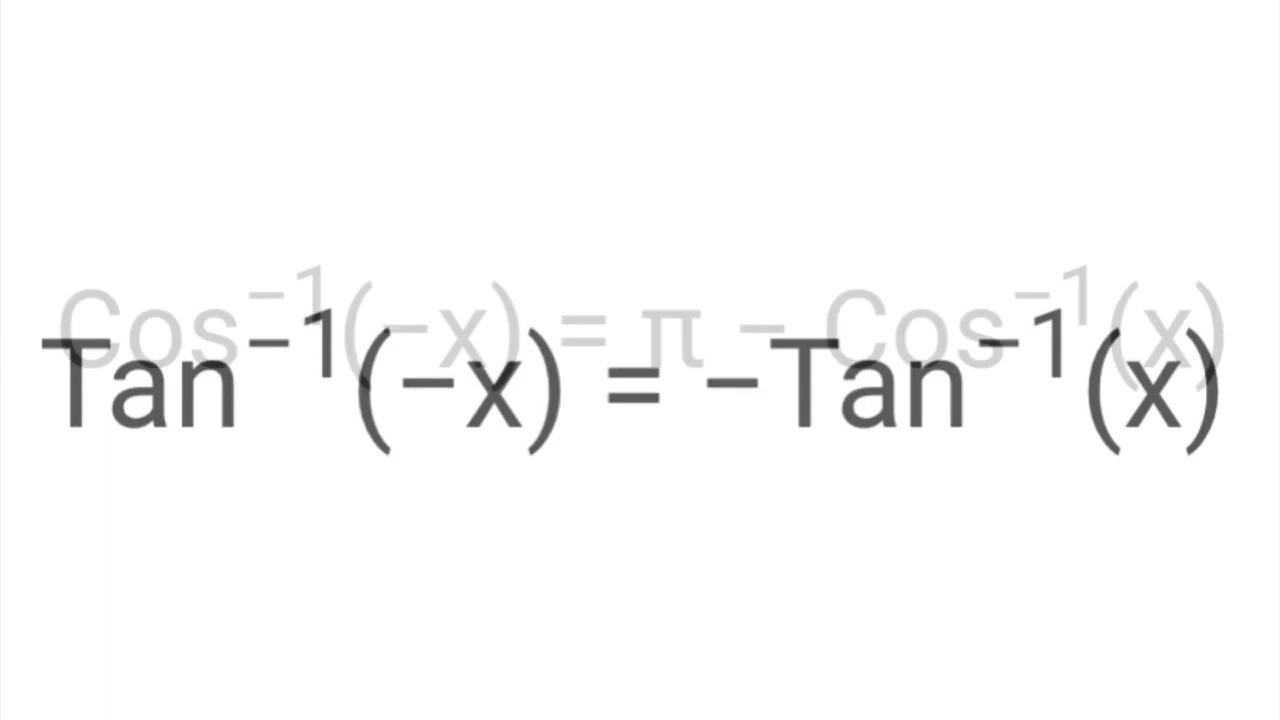 Cos⁻¹(−x) = π − Cos⁻¹(x)
Tan⁻¹(−x) = −Tan⁻¹(x)